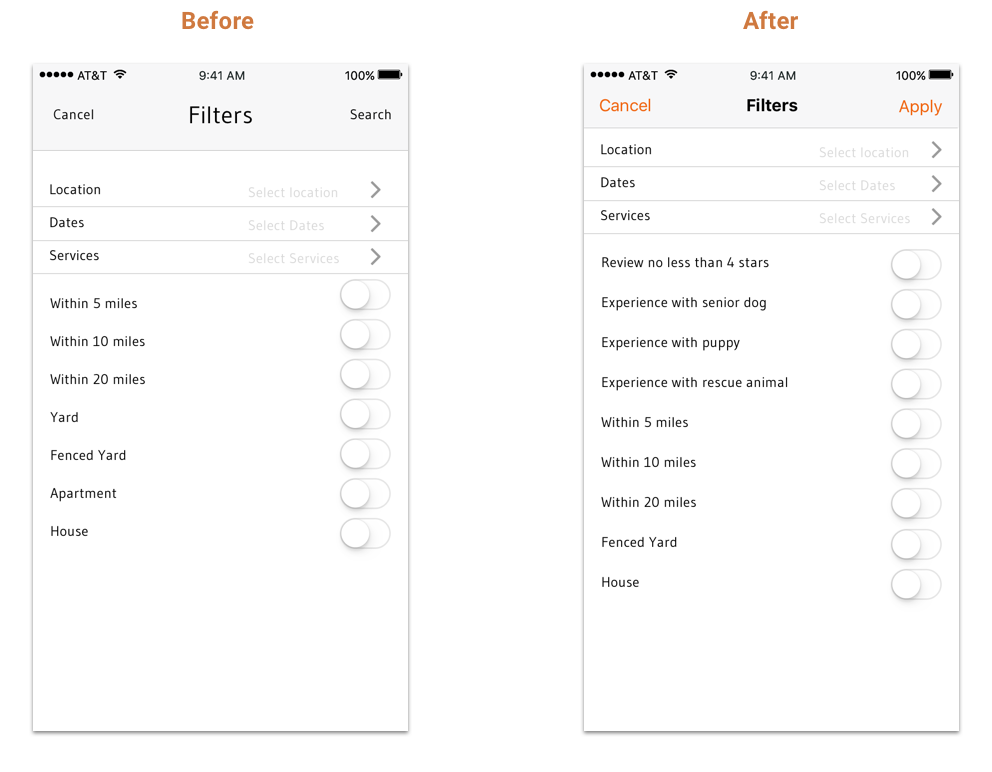 Before
AT&T 9:41 AM 100%
Cancel Filters Search
Location Select location
Dates Select Dates
Services Select Services
Within 5 miles
Within 10 miles
Within 20 miles
Yard
Fenced Yard
Apartment
House
After
AT&T 9:41 AM 100%
Cancel Filters Apply
Location Select location
Dates Select Dates
Services Select Services
Review no less than 4 stars
Experience with senior dog
Experience with puppy
Experience with rescue animal
Within 5 miles
Within 10 miles
Within 20 miles
Fenced Yard
House